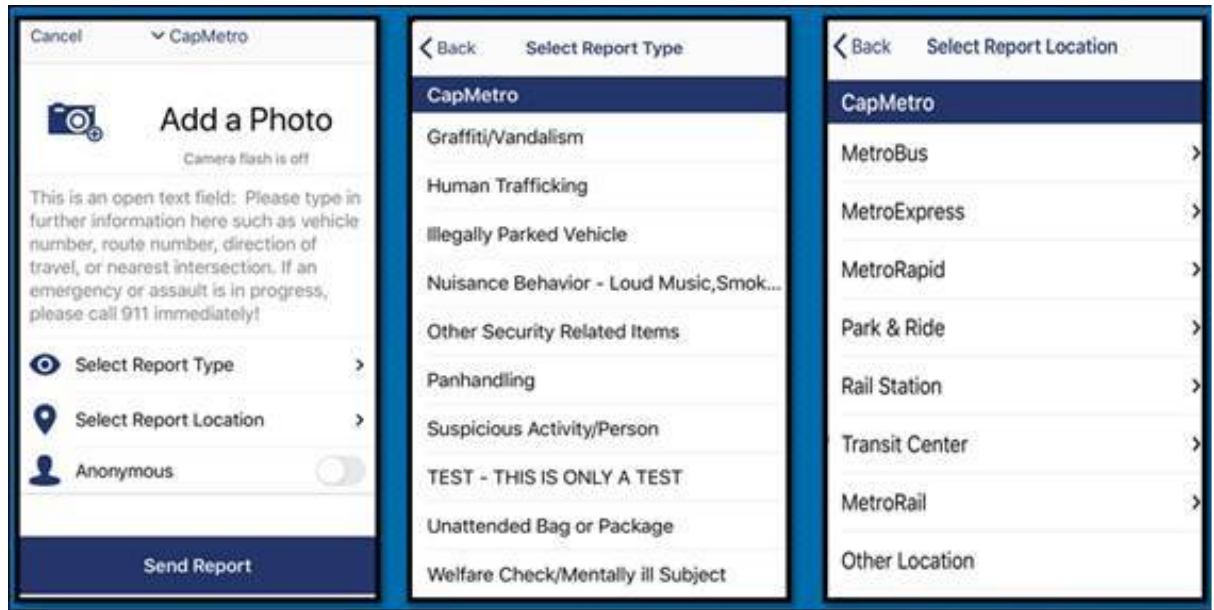 Cancel
CapMetro
Add a Photo
Camera flash is off
This is an open text field: Please type in
further information here such as vehicle
number, route number, direction of
travel, or nearest intersection. If an
emergency or assault is in progress,
please call 911 immediately!
Select Report Type
Select Report Location
Anonymous
Send Report
Back Select Report Type
CapMetro
Graffiti/Vandalism
Human Trafficking
Illegally Parked Vehicle
Nuisance Behavior - Loud Music,Smok...
Other Security Related Items
Panhandling
Suspicious Activity/Person
TEST - THIS IS ONLY A TEST
Unattended Bag or Package
Welfare Check/Mentally ill Subject
Back Select Report Location
CapMetro
MetroBus
MetroExpress
MetroRapid
Park & Ride
Rail Station
Transit Center
MetroRail
Other Location